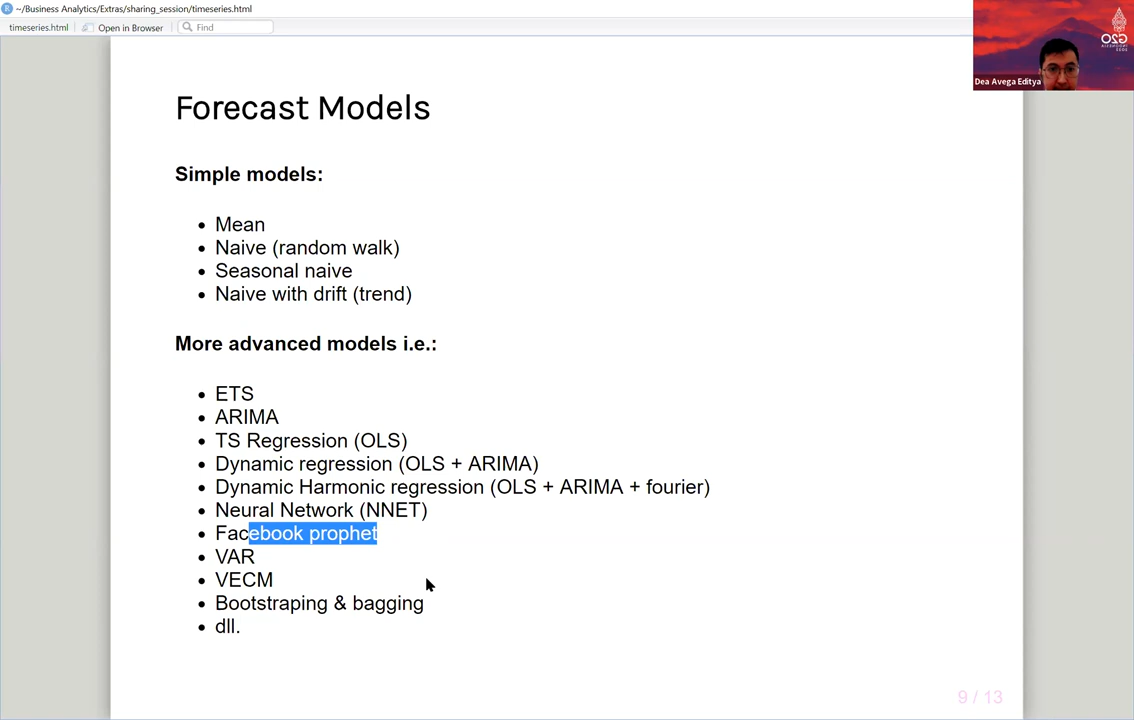 ~/Business Analytics/Extras/sharing_session/timeseries.html
timeseries.html
Open in Browser
Find
G20
Dea Avega Editya
Forecast Models
Simple models:
Mean
Naive (random walk)
Seasonal naive
Naive with drift (trend)
More advanced models i.e.:
ETS
ARIMA
TS Regression (OLS)
Dynamic regression (OLS + ARIMA)
Dynamic Harmonic regression (OLS + ARIMA + fourier)
Neural Network (NNET)
Facebook prophet
VAR
VECM
Bootstraping & bagging
dll.
9 / 13